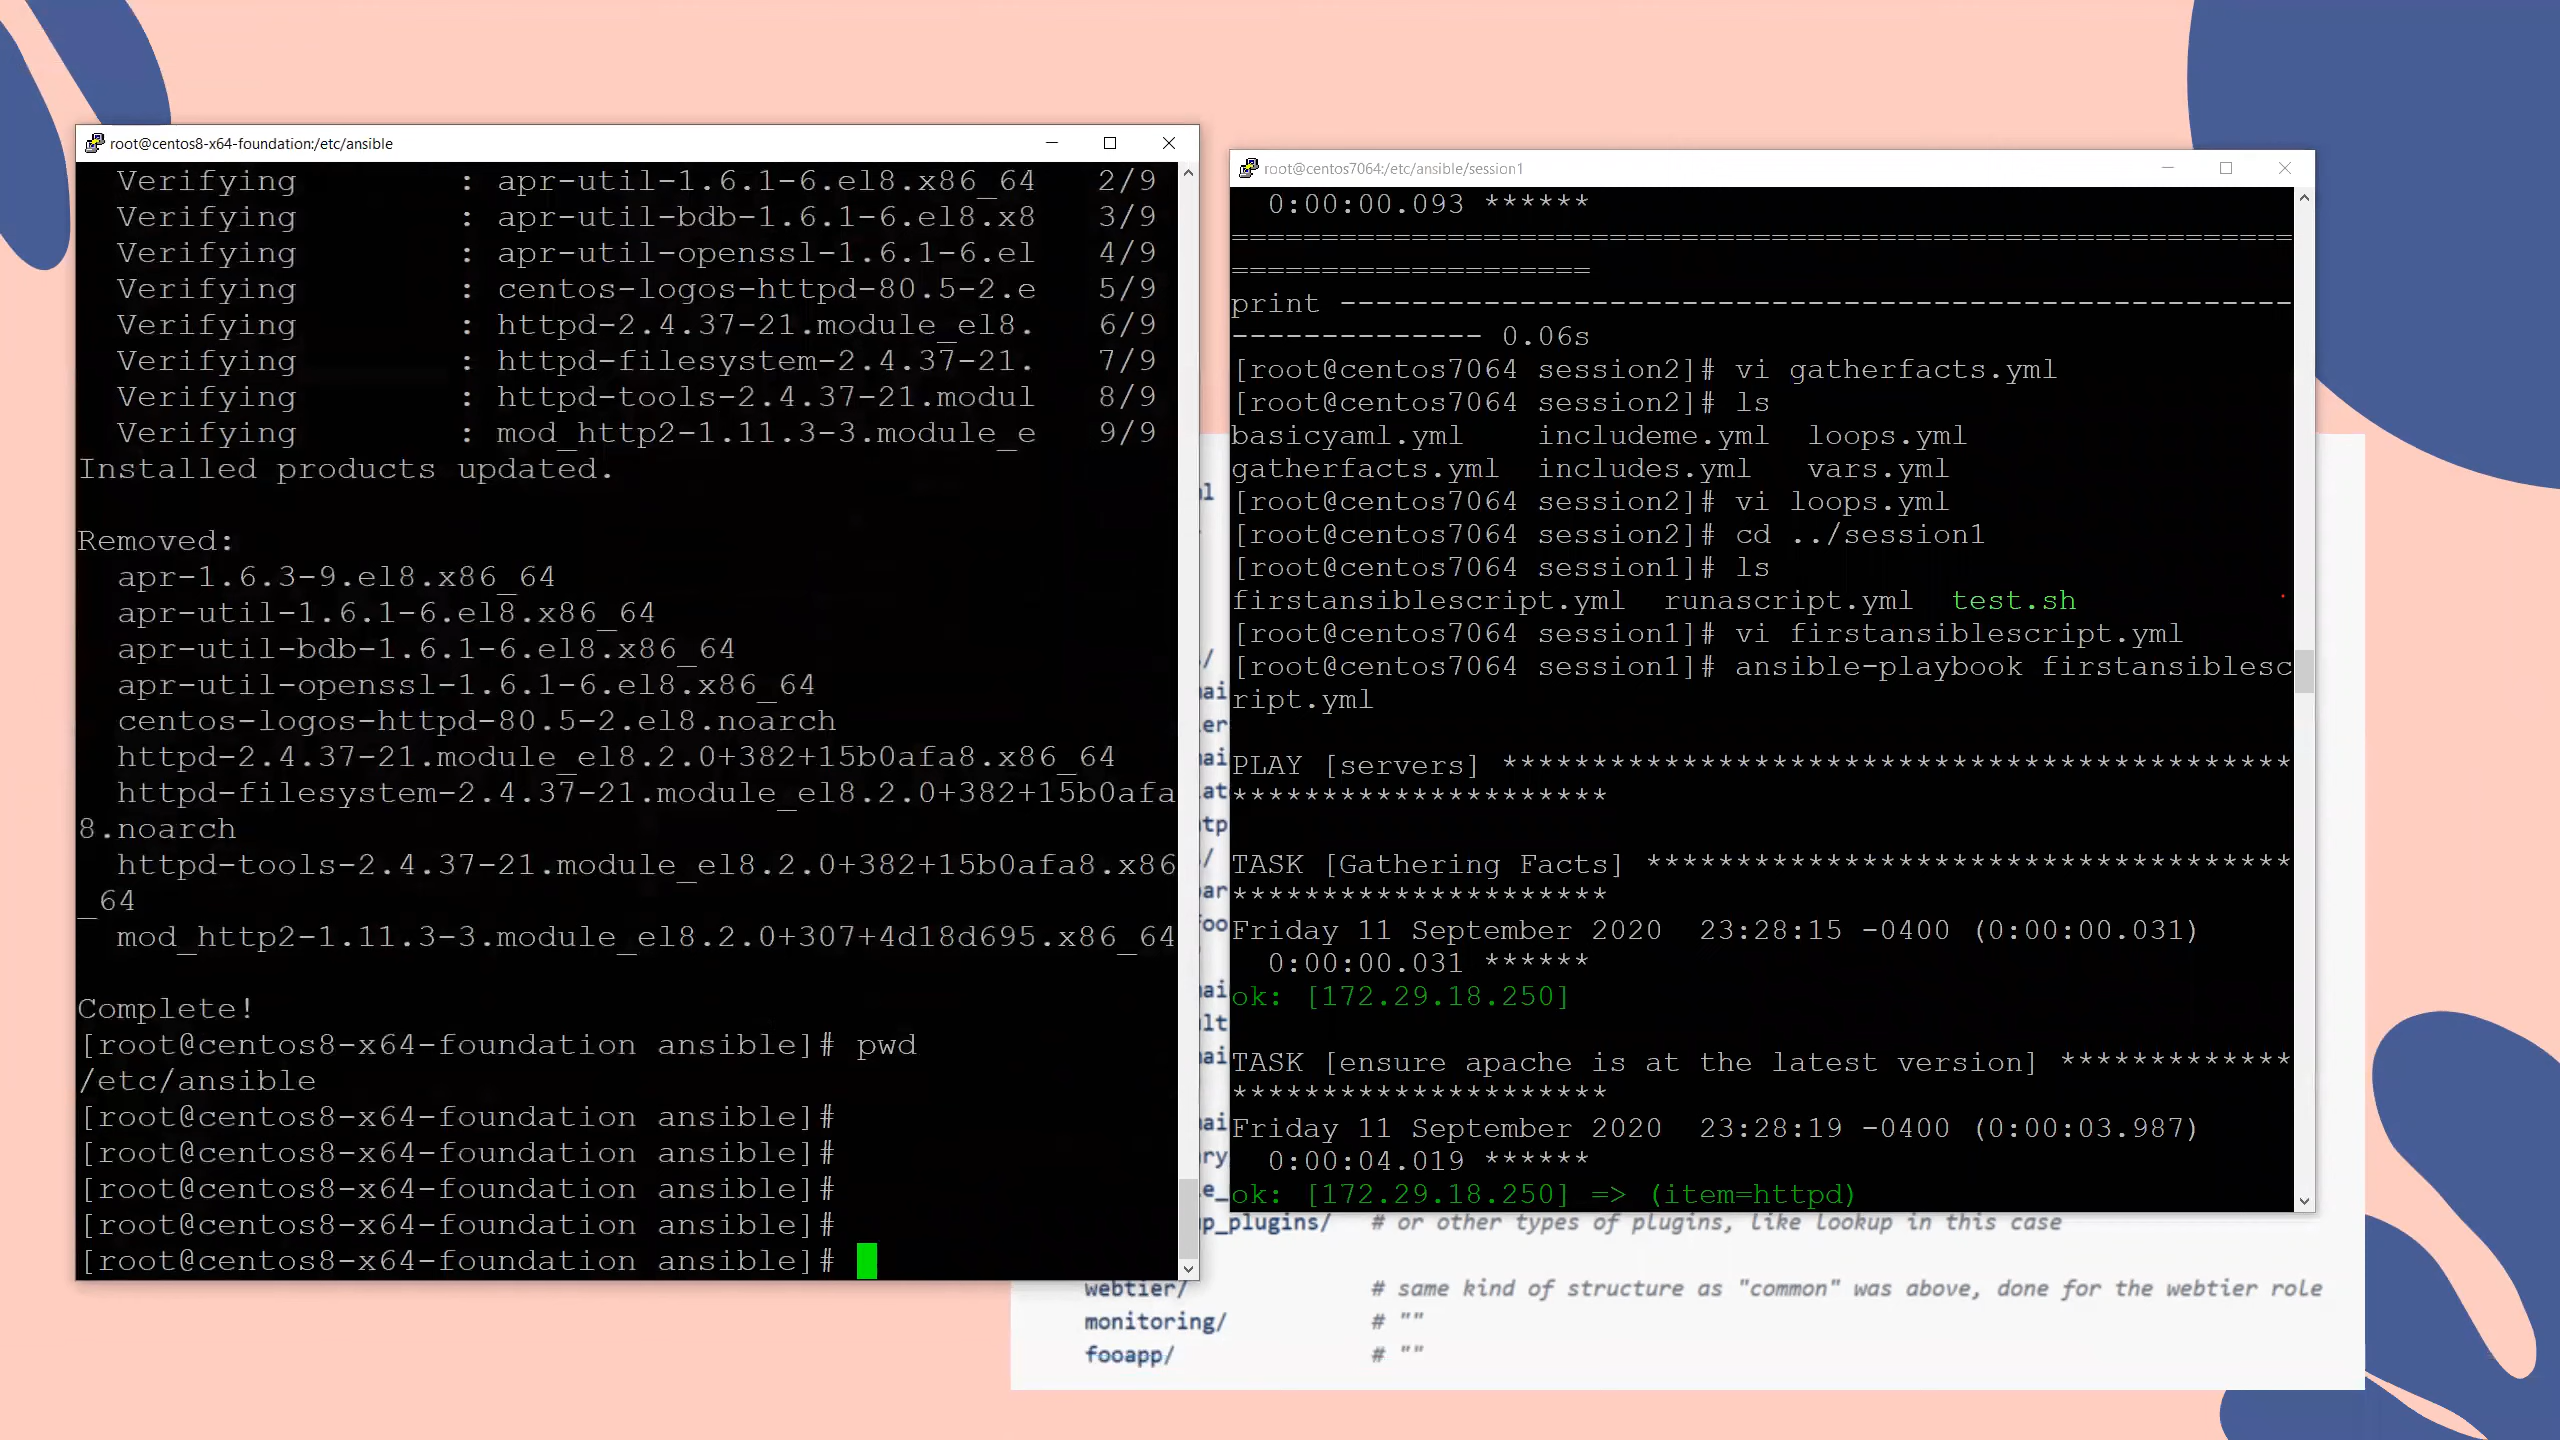 root@centos8-x64-foundation:/etc/ansible
Verifying : apr-util-1.6.1-6.el8.x86_64 2/9
Verifying : apr-util-bdb-1.6.1-6.el8.x8 3/9
Verifying : apr-util-openssl-1.6.1-6.el 4/9
Verifying : centos-logos-httpd-80.5-2.e 5/9
Verifying : httpd-2.4.37-21.module_el8. 6/9
Verifying : httpd-filesystem-2.4.37-21. 7/9
Verifying : httpd-tools-2.4.37-21.modul 8/9
Verifying : mod_http2-1.11.3-3.module_e 9/9
Installed products updated.
Removed:
apr-1.6.3-9.el8.x86_64
apr-util-1.6.1-6.el8.x86_64
apr-util-bdb-1.6.1-6.el8.x86_64
apr-util-openssl-1.6.1-6.el8.x86_64
centos-logos-httpd-80.5-2.el8.noarch
httpd-2.4.37-21.module_el8.2.0+382+15b0afa8.x86_64
httpd-filesystem-2.4.37-21.module_el8.2.0+382+15b0afa
8.noarch
httpd-tools-2.4.37-21.module_el8.2.0+382+15b0afa8.x86
_64
mod_http2-1.11.3-3.module_el8.2.0+307+4d18d695.x86_64
Complete!
[root@centos8-x64-foundation ansible]# pwd
/etc/ansible
[root@centos8-x64-foundation ansible]#
[root@centos8-x64-foundation ansible]#
[root@centos8-x64-foundation ansible]#
[root@centos8-x64-foundation ansible]#
[root@centos8-x64-foundation ansible]#
root@centos7064:/etc/ansible/session1
0:00:00.093 ******
===========================================================
====================
print -----------------------------------------------------
-------------- 0.06s
[root@centos7064 session2]# vi gatherfacts.yml
[root@centos7064 session2]# ls
basicyaml.yml includeme.yml loops.yml
gatherfacts.yml includes.yml vars.yml
[root@centos7064 session2]# vi loops.yml
[root@centos7064 session2]# cd ../session1
[root@centos7064 session1]# ls
firstansiblescript.yml runascript.yml test.sh
[root@centos7064 session1]# vi firstansiblescript.yml
[root@centos7064 session1]# ansible-playbook firstansiblesc
ript.yml
PLAY [servers] ********************************************
*********************
TASK [Gathering Facts] ************************************
*********************
Friday 11 September 2020 23:28:15 -0400 (0:00:00.031)
0:00:00.031 ******
ok: [172.29.18.250]
TASK [ensure apache is at the latest version] *************
*********************
Friday 11 September 2020 23:28:19 -0400 (0:00:03.987)
0:00:04.019 ******
ok: [172.29.18.250] => (item=httpd)
p_plugins/ # or other types of plugins, like lookup in this case
webtier/ # same kind of structure as "common" was above, done for the webtier role
monitoring/ # ""
fooapp/ # ""